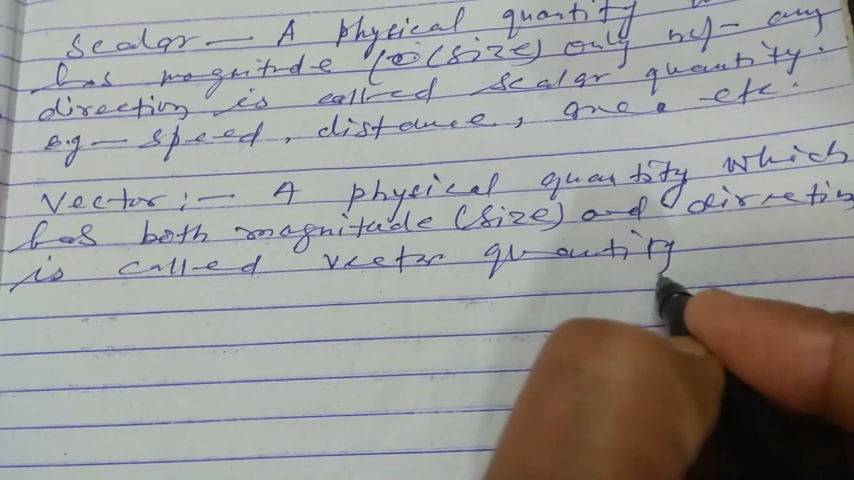 Scalar — A physical quantity
has magnitude (size) only w/- any
direction is called scalar quantity.
e.g — speed, distance, etc.
Vector :— A physical quantity which
has both magnitude (size) and direction
is called vector quantity